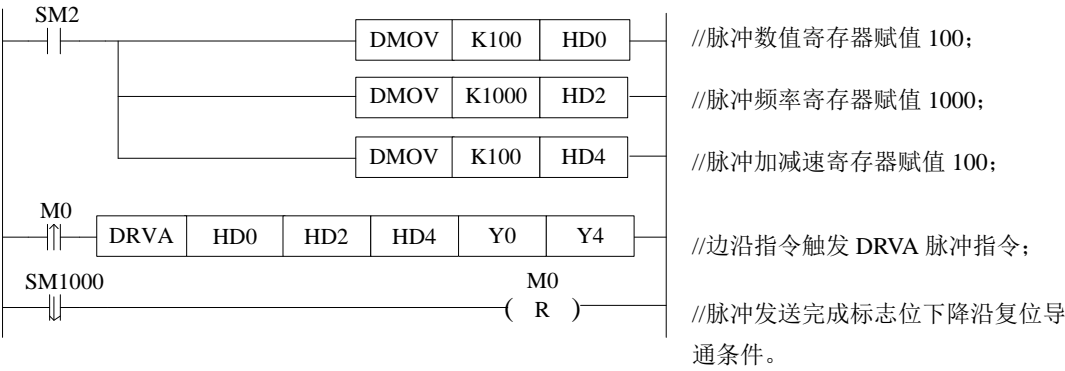 SM2
DMOV K100 HD0 //脉冲数值寄存器赋值 100；
DMOV K1000 HD2 //脉冲频率寄存器赋值 1000；
DMOV K100 HD4 //脉冲加减速寄存器赋值 100；
M0
DRVA HD0 HD2 HD4 Y0 Y4 //边沿指令触发 DRVA 脉冲指令；
SM1000 M0
( R ) //脉冲发送完成标志位下降沿复位导
通条件。